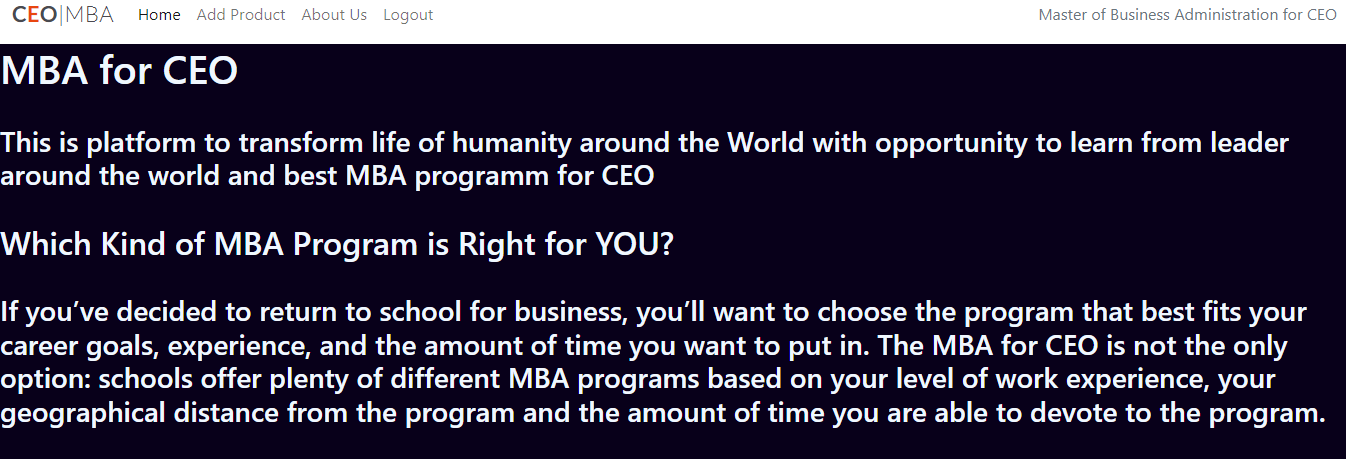 CEO|MBA Home Add Product About Us Logout Master of Business Administration for CEO
MBA for CEO
This is platform to transform life of humanity around the World with opportunity to learn from leader
around the world and best MBA programm for CEO
Which Kind of MBA Program is Right for YOU?
If you’ve decided to return to school for business, you’ll want to choose the program that best fits your
career goals, experience, and the amount of time you want to put in. The MBA for CEO is not the only
option: schools offer plenty of different MBA programs based on your level of work experience, your
geographical distance from the program and the amount of time you are able to devote to the program.